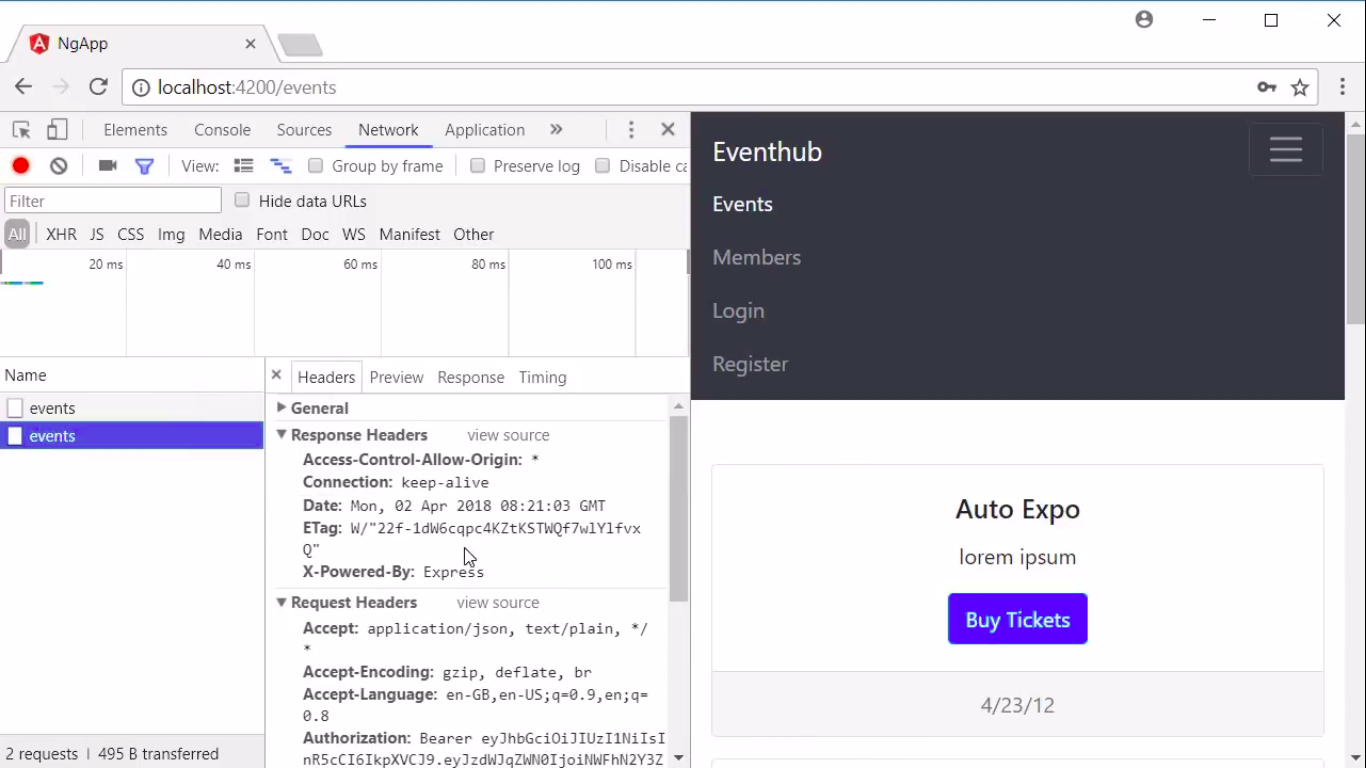 NgApp
localhost:4200/events
Elements Console Sources Network Application
View: Group by frame Preserve log Disable ca
Filter Hide data URLs
All XHR JS CSS Img Media Font Doc WS Manifest Other
20 ms 40 ms 60 ms 80 ms 100 ms
Name
events
events
2 requests | 495 B transferred
Headers Preview Response Timing
General
Response Headers view source
Access-Control-Allow-Origin: *
Connection: keep-alive
Date: Mon, 02 Apr 2018 08:21:03 GMT
ETag: W/"22f-1dW6cqpc4KZtKSTWQf7wlYlfvx
Q"
X-Powered-By: Express
Request Headers view source
Accept: application/json, text/plain, */
*
Accept-Encoding: gzip, deflate, br
Accept-Language: en-GB,en-US;q=0.9,en;q=
0.8
Authorization: Bearer eyJhbGciOiJIUzI1NiIsI
nR5cCI6IkpXVCJ9.eyJzdWJqZWN0IjoiNWFhN2Y3Z
Eventhub
Events
Members
Login
Register
Auto Expo
lorem ipsum
Buy Tickets
4/23/12